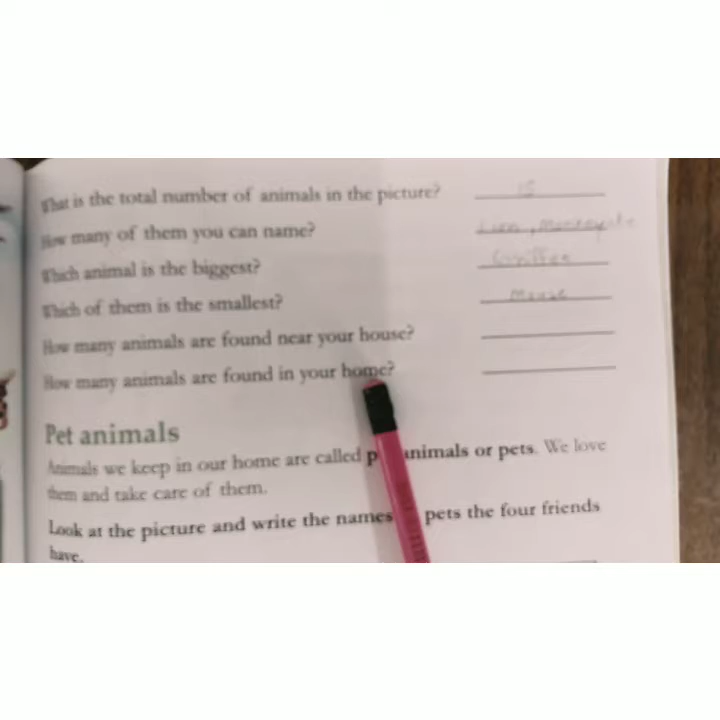 What is the total number of animals in the picture? 15
How many of them you can name? Lion,
Which animal is the biggest? Giraffee
Which of them is the smallest? Mouse
How many animals are found near your house?
How many animals are found in your home?
Pet animals
Animals we keep in our home are called animals or pets. We love
them and take care of them.
Look at the picture and write the names pets the four friends
have.